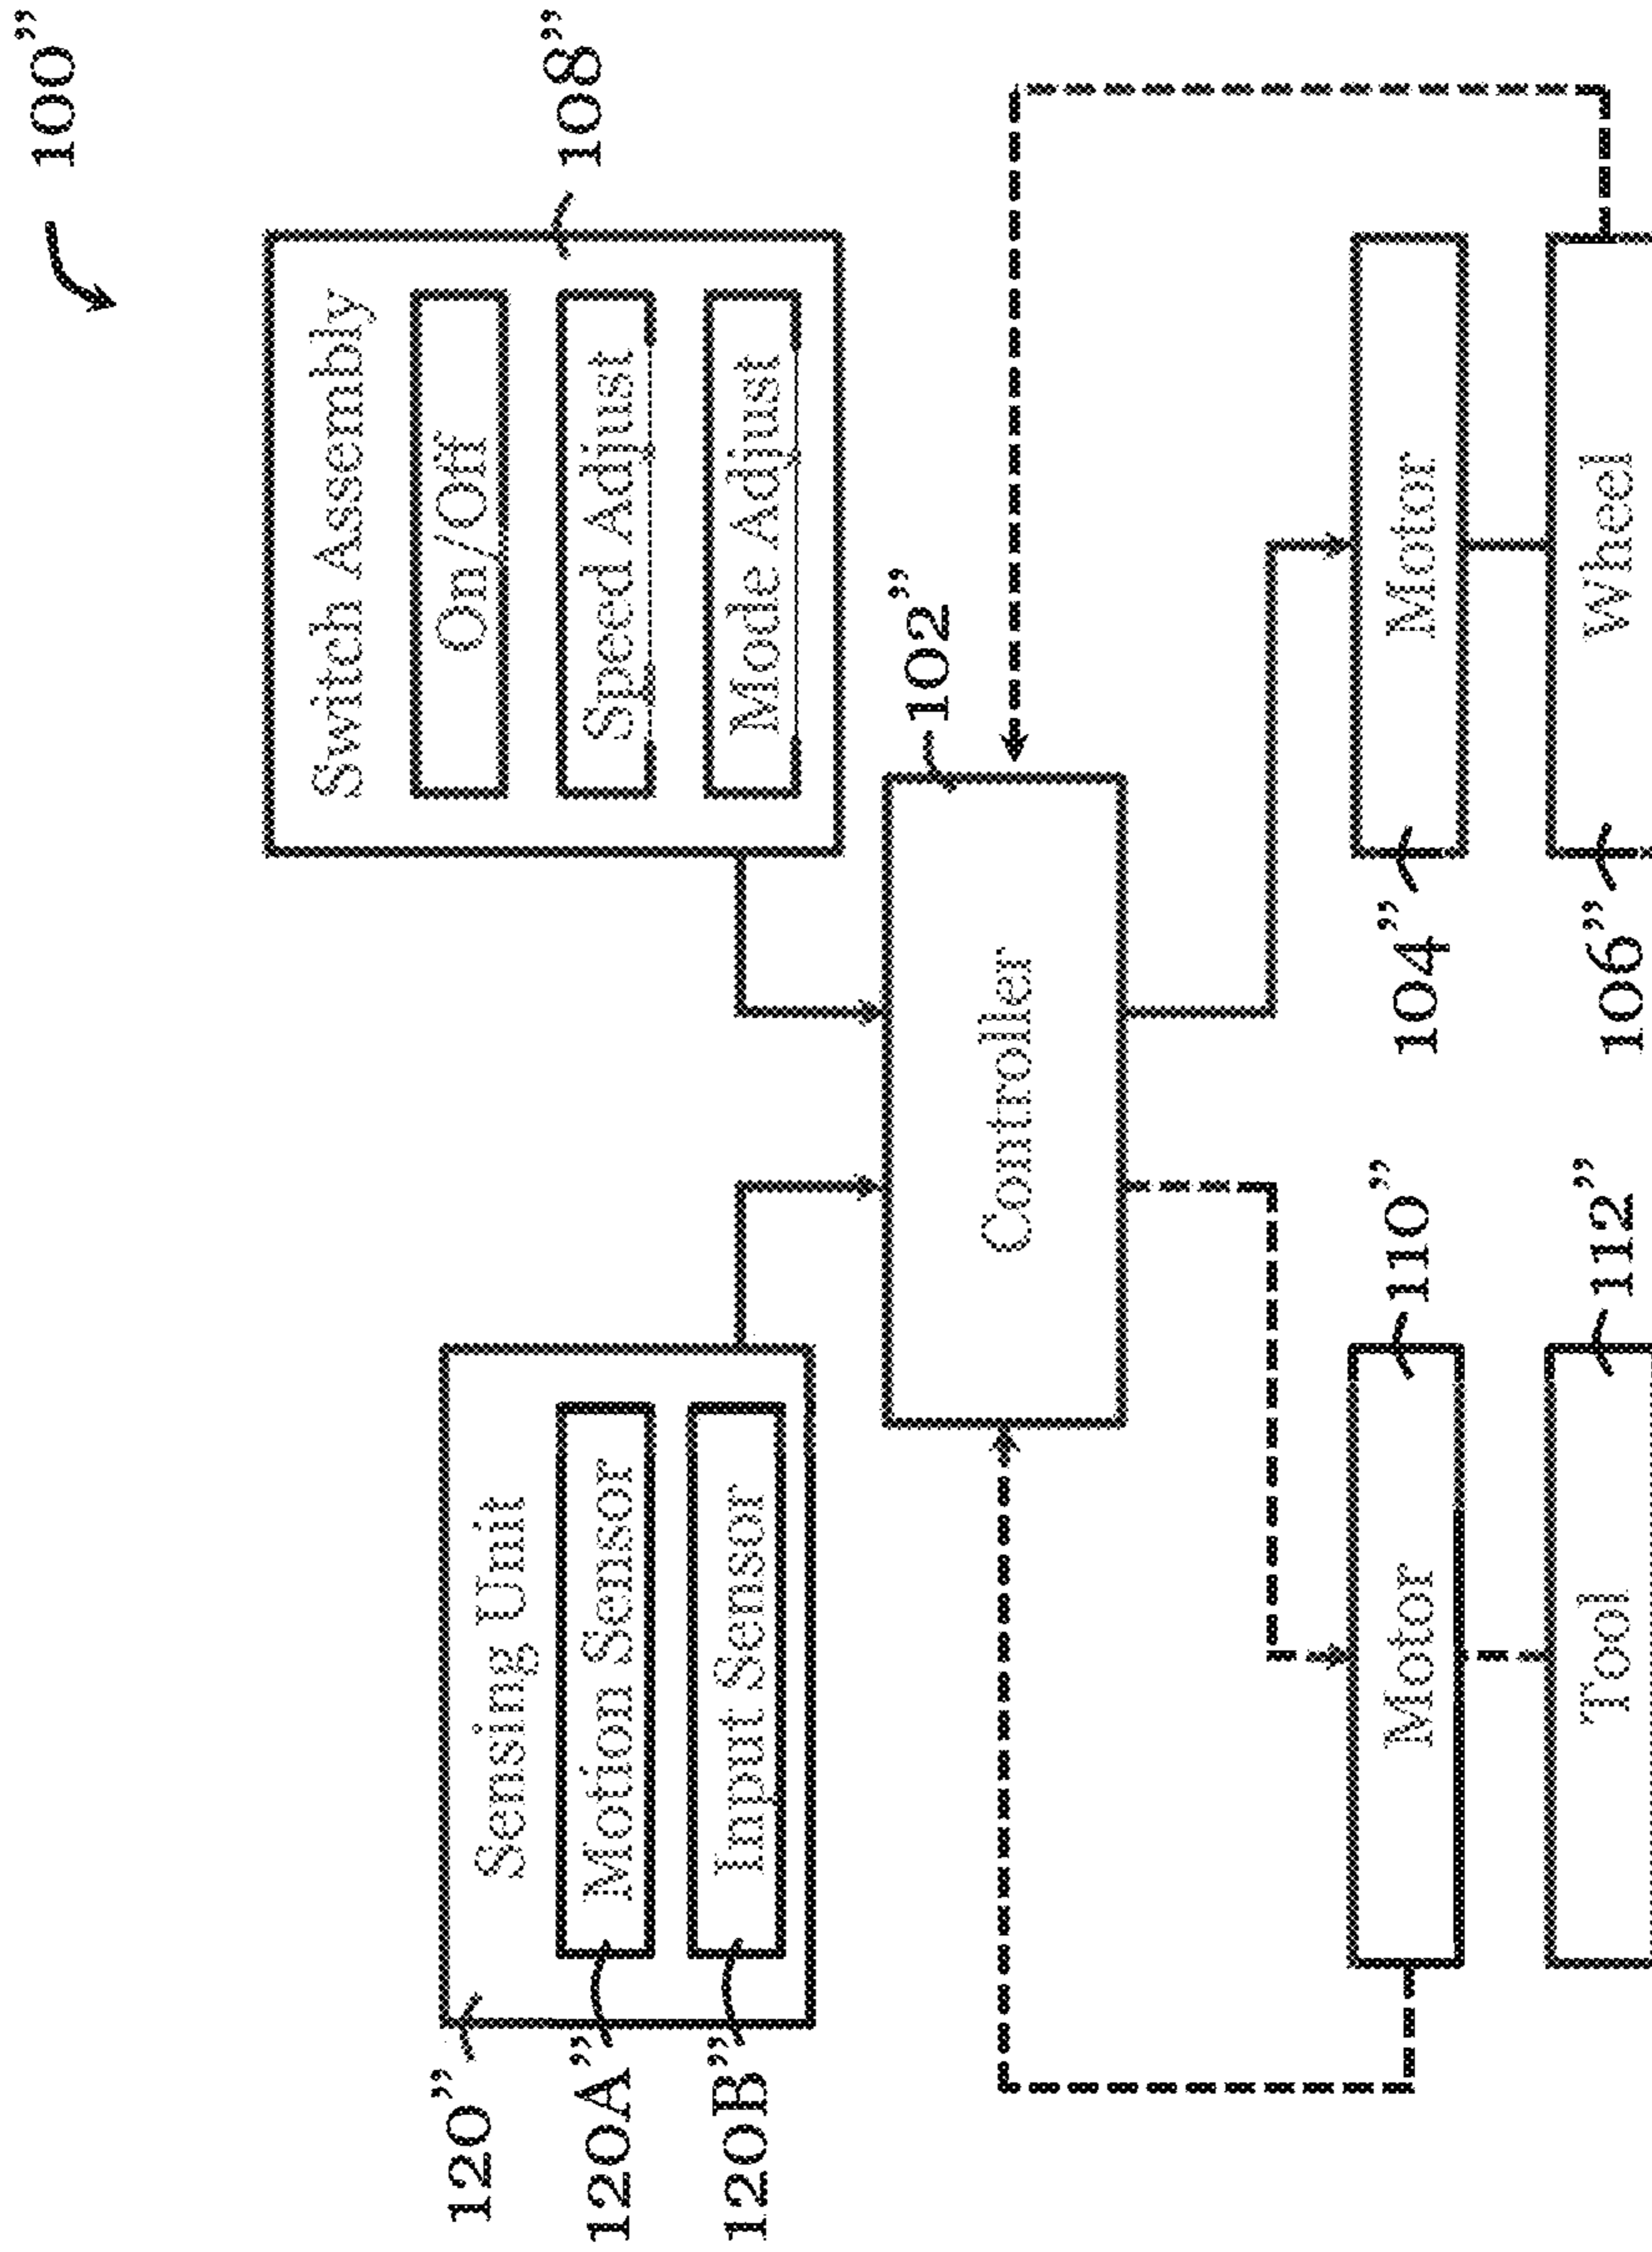 100”
Switch Assembly
On/Off
Speed Adjust
Mode Adjust
108”
120”
Sensing Unit
120A”
Motion Sensor
120B”
Input Sensor
102”
Controller
Motor
110”
104”
Motor
Tool
112”
106”
Wheel